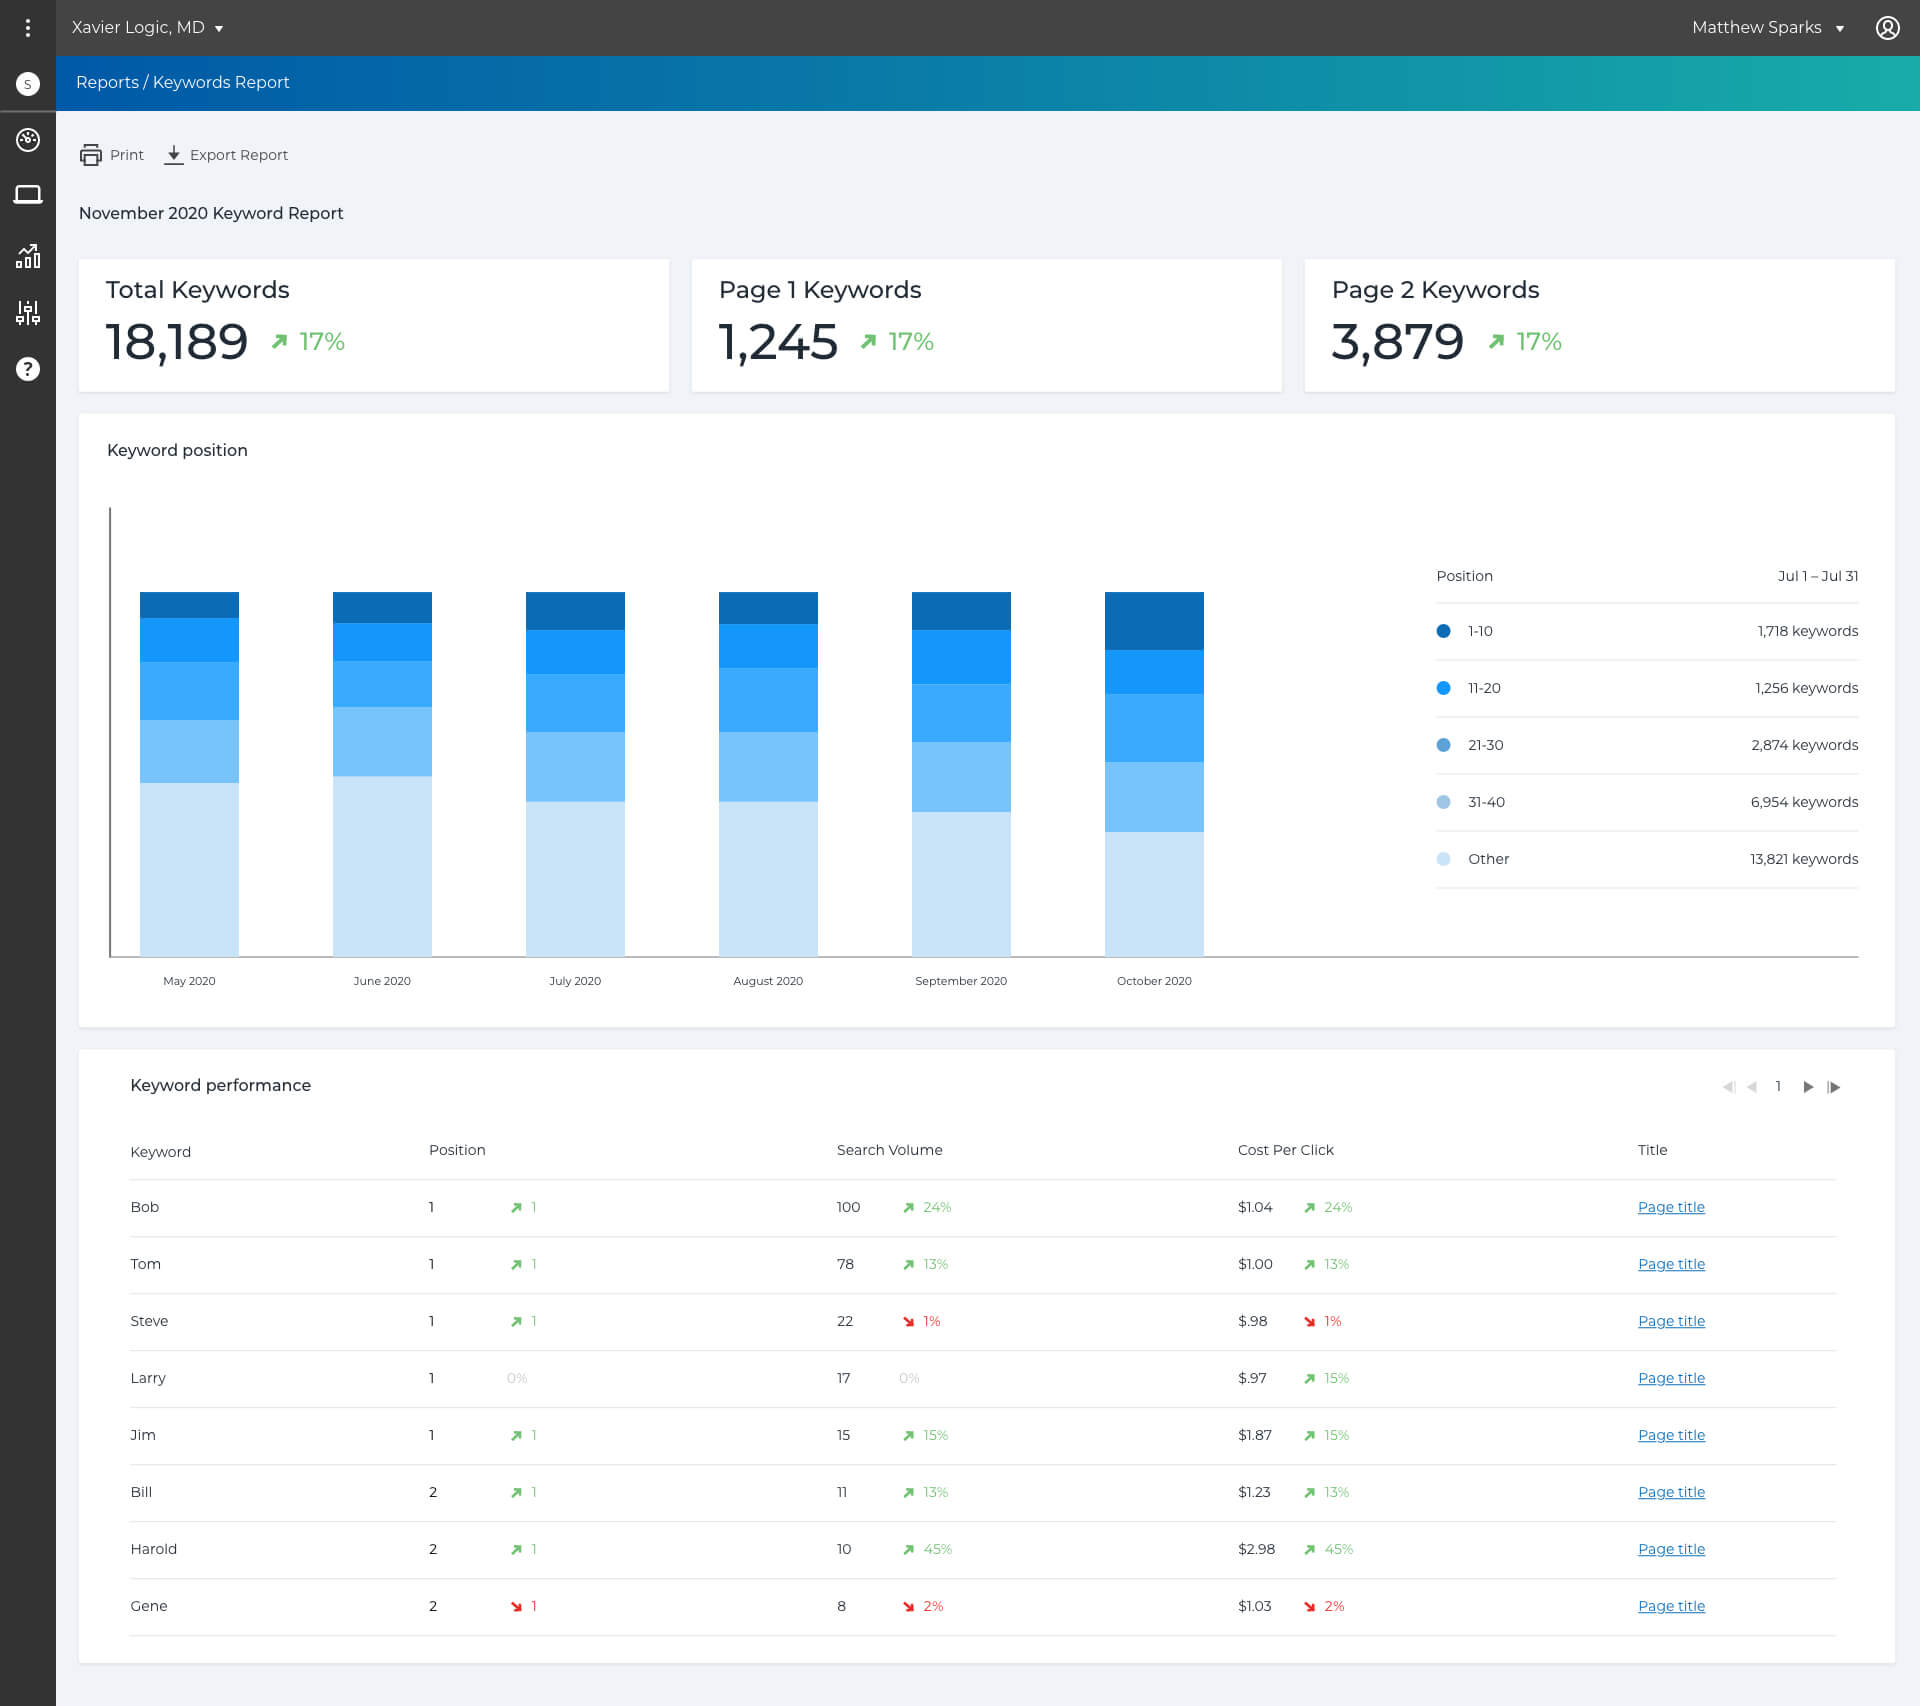 Xavier Logic, MD
Matthew Sparks
S
Reports / Keywords Report
Print
Export Report
November 2020 Keyword Report
Total Keywords
18,189 17%
Page 1 Keywords
1,245 17%
Page 2 Keywords
3,879 17%
Keyword position
Position Jul 1 – Jul 31
1-10 1,718 keywords
11-20 1,256 keywords
21-30 2,874 keywords
31-40 6,954 keywords
Other 13,821 keywords
May 2020 June 2020 July 2020 August 2020 September 2020 October 2020
?
Keyword performance
1
Keyword Position Search Volume Cost Per Click Title
Bob 1 1 100 24% $1.04 24% Page title
Tom 1 1 78 13% $1.00 13% Page title
Steve 1 1 22 1% $.98 1% Page title
Larry 1 0% 17 0% $.97 15% Page title
Jim 1 1 15 15% $1.87 15% Page title
Bill 2 1 11 13% $1.23 13% Page title
Harold 2 1 10 45% $2.98 45% Page title
Gene 2 1 8 2% $1.03 2% Page title